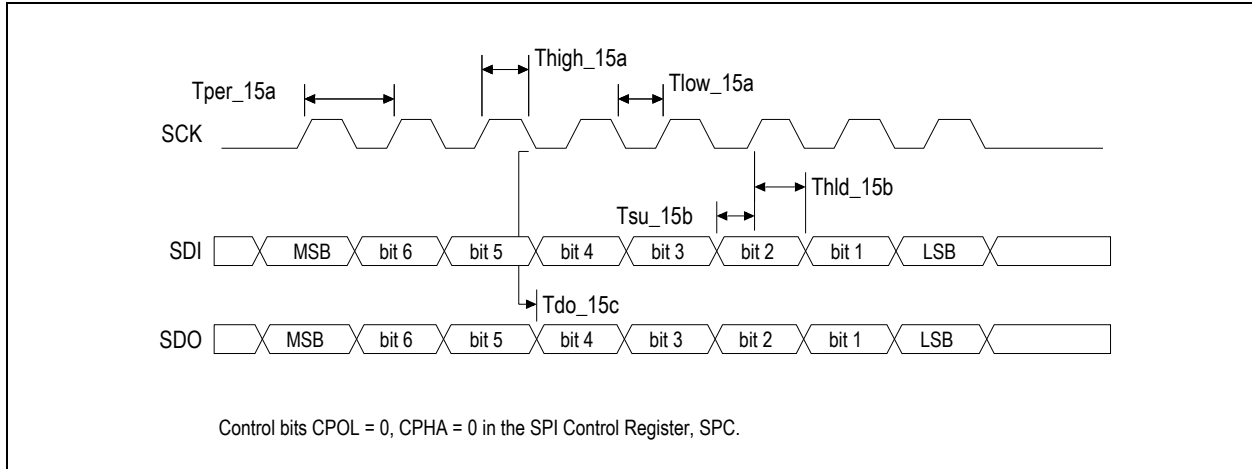 Thigh_15a
Tper_15a
Tlow_15a
SCK
Thld_15b
Tsu_15b
SDI MSB bit 6 bit 5 bit 4 bit 3 bit 2 bit 1 LSB
Tdo_15c
SDO MSB bit 6 bit 5 bit 4 bit 3 bit 2 bit 1 LSB
Control bits CPOL = 0, CPHA = 0 in the SPI Control Register, SPC.